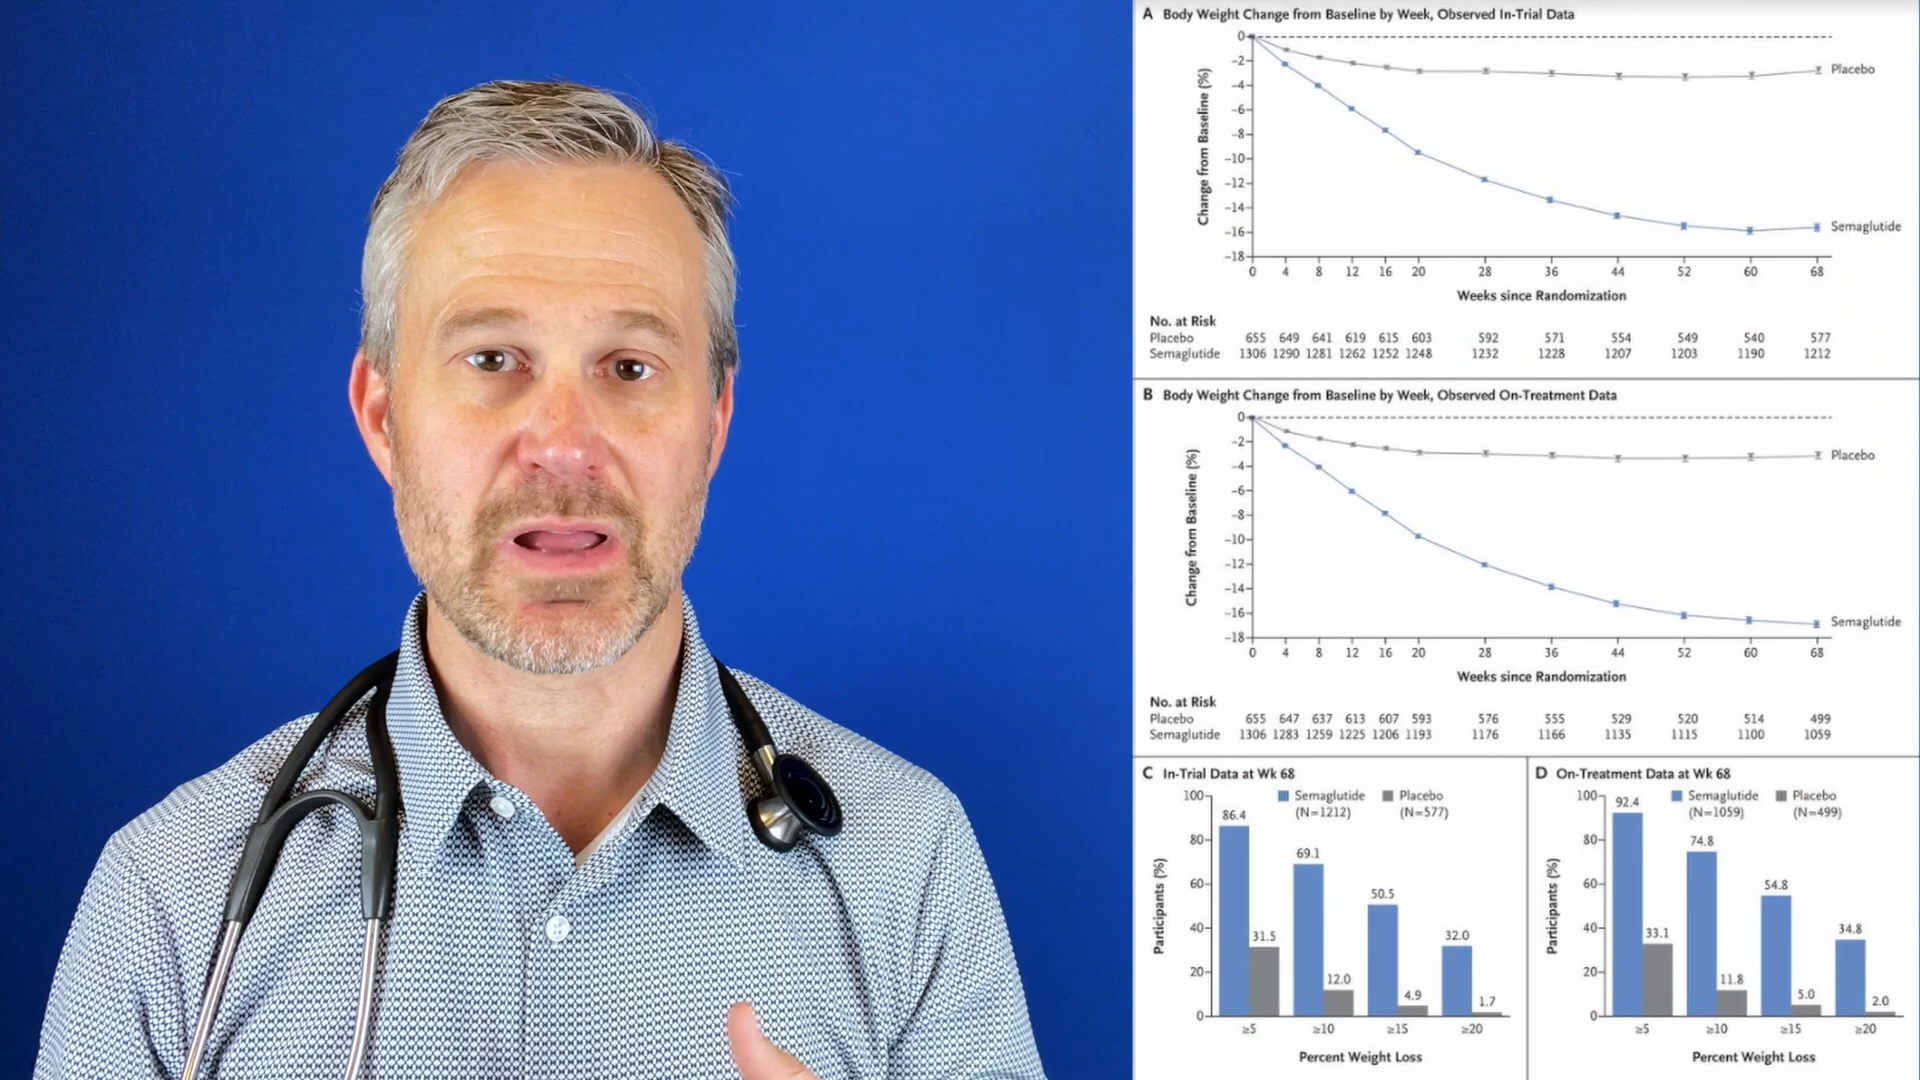 A Body Weight Change from Baseline by Week, Observed In-Trial Data
Change from Baseline (%)
0
−2
−4
−6
−8
−10
−12
−14
−16
−18
Placebo
Semaglutide
0 4 8 12 16 20 28 36 44 52 60 68
Weeks since Randomization
No. at Risk
Placebo 655 649 641 619 615 603 592 571 554 549 540 577
Semaglutide 1306 1290 1281 1262 1252 1248 1232 1228 1207 1203 1190 1212
B Body Weight Change from Baseline by Week, Observed On-Treatment Data
Change from Baseline (%)
0
−2
−4
−6
−8
−10
−12
−14
−16
−18
Placebo
Semaglutide
0 4 8 12 16 20 28 36 44 52 60 68
Weeks since Randomization
No. at Risk
Placebo 655 647 637 613 607 593 576 555 529 520 514 499
Semaglutide 1306 1283 1259 1225 1206 1193 1176 1166 1135 1115 1100 1059
C In-Trial Data at Wk 68
Semaglutide Placebo
(N=1212) (N=577)
Participants (%)
100
80
60
40
20
0
86.4
31.5
69.1
12.0
50.5
4.9
32.0
1.7
≥5 ≥10 ≥15 ≥20
Percent Weight Loss
D On-Treatment Data at Wk 68
Semaglutide Placebo
(N=1059) (N=499)
Participants (%)
100
80
60
40
20
0
92.4
33.1
74.8
11.8
54.8
5.0
34.8
2.0
≥5 ≥10 ≥15 ≥20
Percent Weight Loss